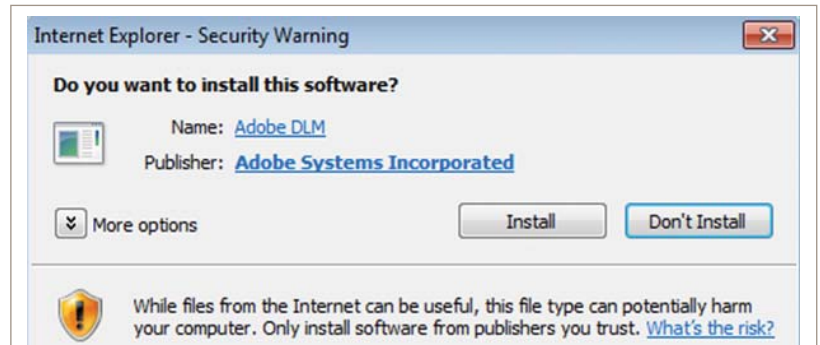 Internet Explorer - Security Warning
Do you want to install this software?
Name: Adobe DLM
Publisher: Adobe Systems Incorporated
More options
Install
Don't Install
While files from the Internet can be useful, this file type can potentially harm
your computer. Only install software from publishers you trust. What's the risk?